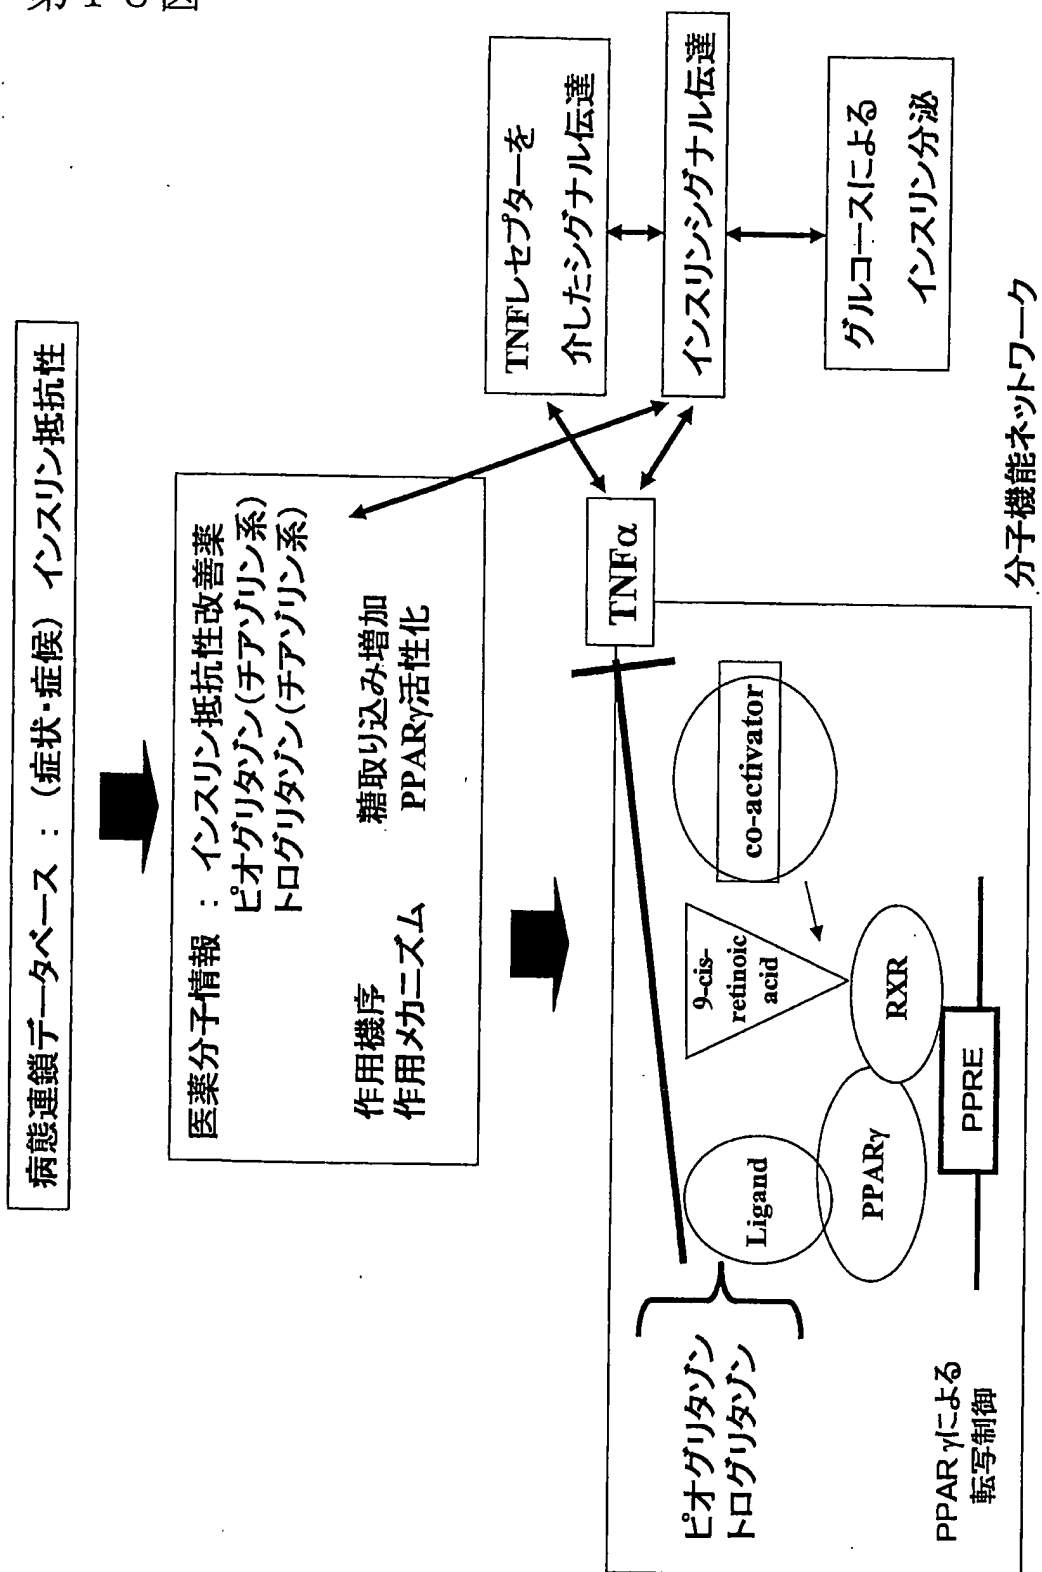 病態連鎖データベース : (症状・症候) インスリン抵抗性
医薬分子情報 : インスリン抵抗性改善薬
ピオグリタゾン(チアゾリン系)
トログリタゾン(チアゾリン系)
作用機序 糖取り込み増加
作用メカニズム PPARγ活性化
TNFレセプターを
介したシグナル伝達
インスリンシグナル伝達
グルコースによる
インスリン分泌
TNFα
ピオグリタゾン
トログリタゾン
Ligand
9-cis-
retinoic
acid
co-activator
PPARγ
RXR
PPRE
PPARγによる
転写制御
分子機能ネットワーク